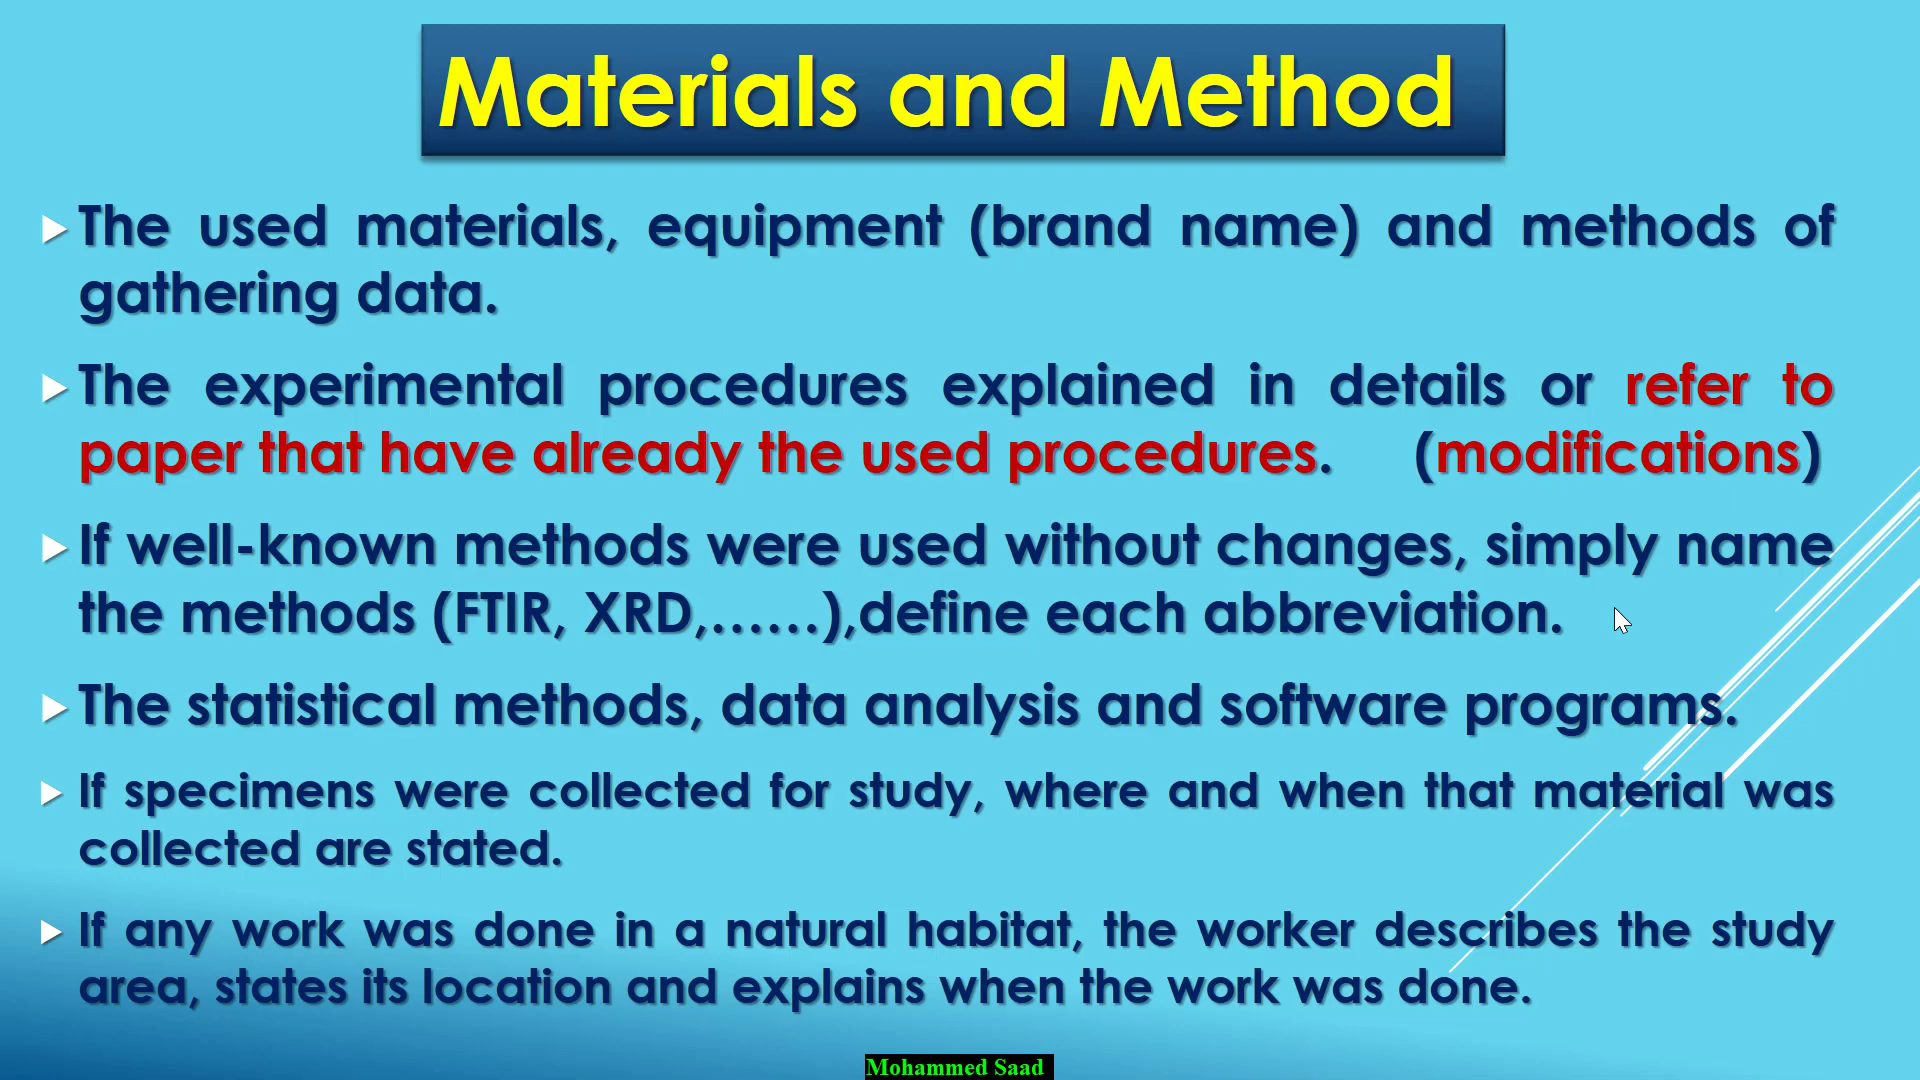 Materials and Method
The used materials, equipment (brand name) and methods of
gathering data.
The experimental procedures explained in details or refer to
paper that have already the used procedures. (modifications)
If well-known methods were used without changes, simply name
the methods (FTIR, XRD,......),define each abbreviation.
The statistical methods, data analysis and software programs.
If specimens were collected for study, where and when that material was
collected are stated.
If any work was done in a natural habitat, the worker describes the study
area, states its location and explains when the work was done.
Mohammed Saad